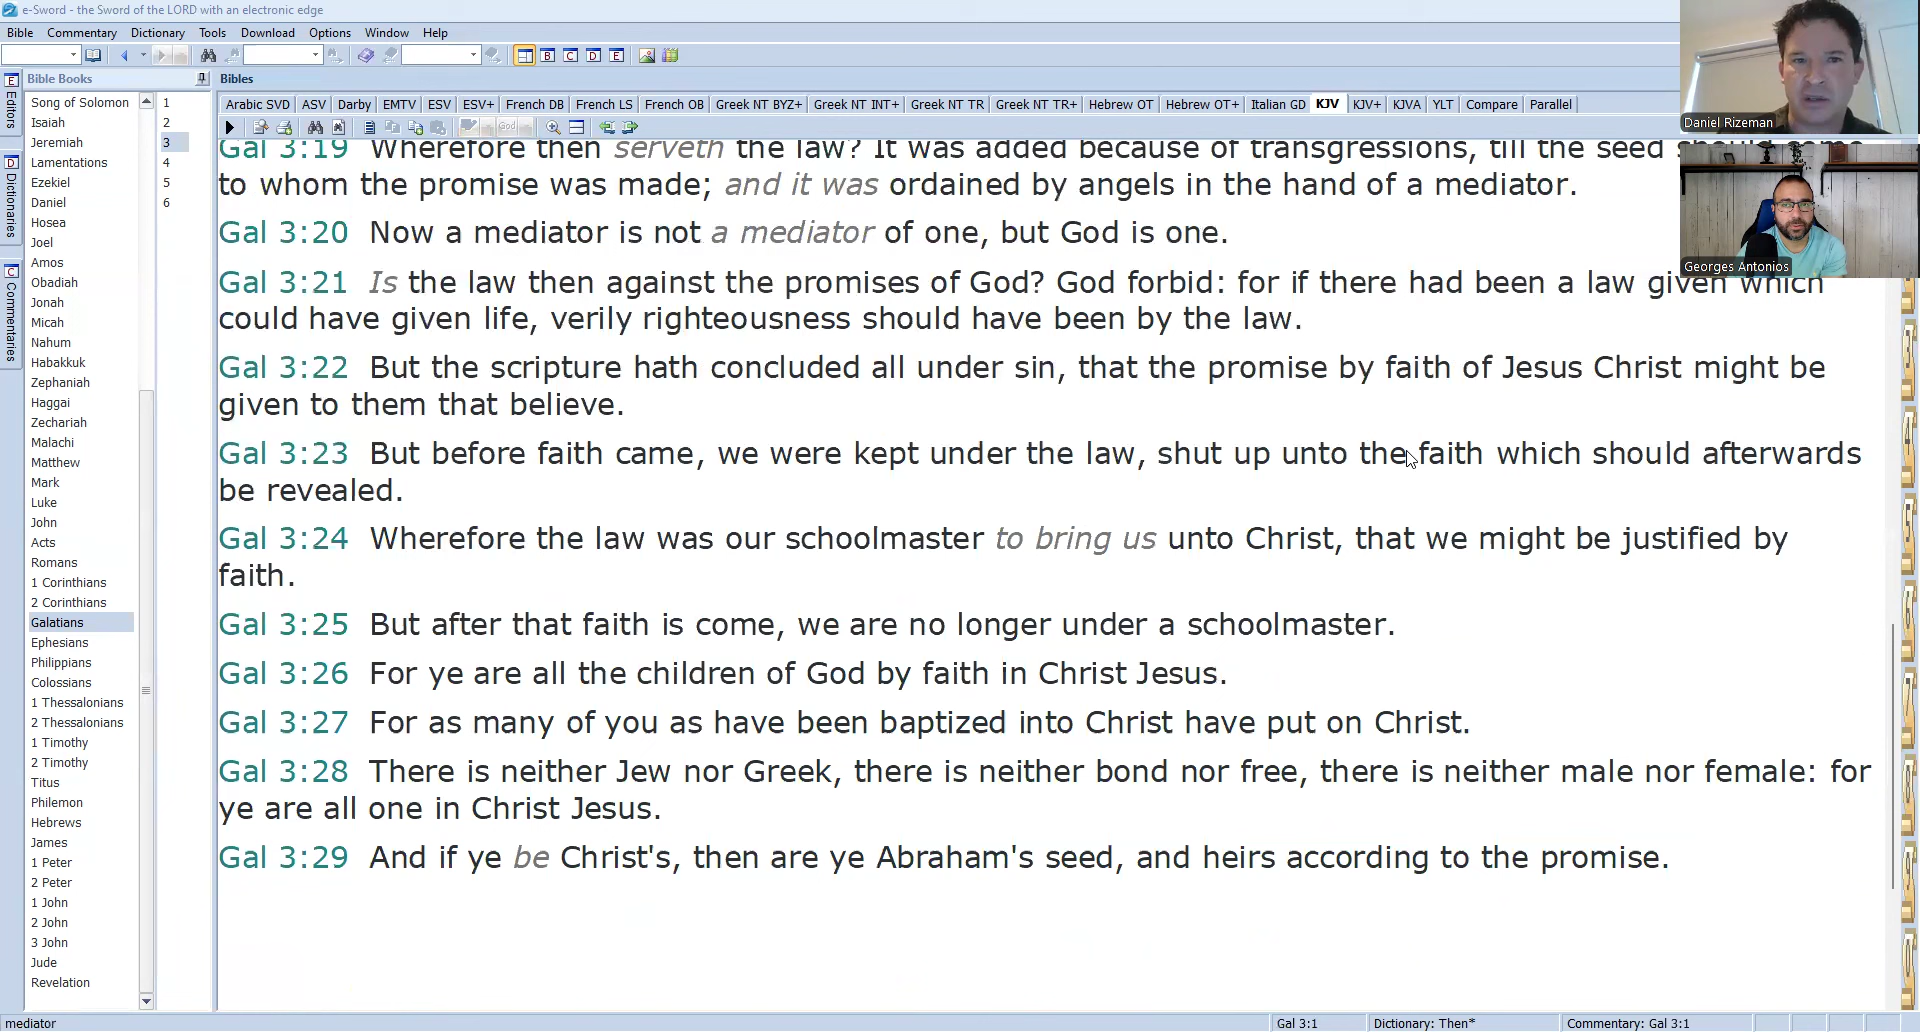 e-Sword - the Sword of the LORD with an electronic edge
Bible Commentary Dictionary Tools Download Options Window Help
Bible Books
Bibles
Editors
Dictionaries
Commentaries
Song of Solomon
Isaiah
Jeremiah
Lamentations
Ezekiel
Daniel
Hosea
Joel
Amos
Obadiah
Jonah
Micah
Nahum
Habakkuk
Zephaniah
Haggai
Zechariah
Malachi
Matthew
Mark
Luke
John
Acts
Romans
1 Corinthians
2 Corinthians
Galatians
Ephesians
Philippians
Colossians
1 Thessalonians
2 Thessalonians
1 Timothy
2 Timothy
Titus
Philemon
Hebrews
James
1 Peter
2 Peter
1 John
2 John
3 John
Jude
Revelation
1
2
3
4
5
6
Arabic SVD ASV Darby EMTV ESV ESV+ French DB French LS French OB Greek NT BYZ+ Greek NT INT+ Greek NT TR Greek NT TR+ Hebrew OT Hebrew OT+ Italian GD KJV KJV+ KJVA YLT Compare Parallel
Daniel Rizeman
Georges Antonios
Gal 3:19 Wherefore then serveth the law? It was added because of transgressions, till the seed should come
to whom the promise was made; and it was ordained by angels in the hand of a mediator.
Gal 3:20 Now a mediator is not a mediator of one, but God is one.
Gal 3:21 Is the law then against the promises of God? God forbid: for if there had been a law given which
could have given life, verily righteousness should have been by the law.
Gal 3:22 But the scripture hath concluded all under sin, that the promise by faith of Jesus Christ might be
given to them that believe.
Gal 3:23 But before faith came, we were kept under the law, shut up unto the faith which should afterwards
be revealed.
Gal 3:24 Wherefore the law was our schoolmaster to bring us unto Christ, that we might be justified by
faith.
Gal 3:25 But after that faith is come, we are no longer under a schoolmaster.
Gal 3:26 For ye are all the children of God by faith in Christ Jesus.
Gal 3:27 For as many of you as have been baptized into Christ have put on Christ.
Gal 3:28 There is neither Jew nor Greek, there is neither bond nor free, there is neither male nor female: for
ye are all one in Christ Jesus.
Gal 3:29 And if ye be Christ's, then are ye Abraham's seed, and heirs according to the promise.
mediator
Gal 3:1
Dictionary: Then*
Commentary: Gal 3:1